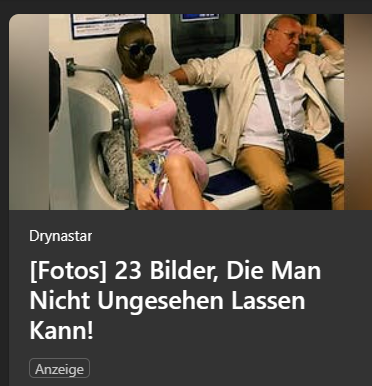 Drynastar
[Fotos] 23 Bilder, Die Man
Nicht Ungesehen Lassen
Kann!
Anzeige